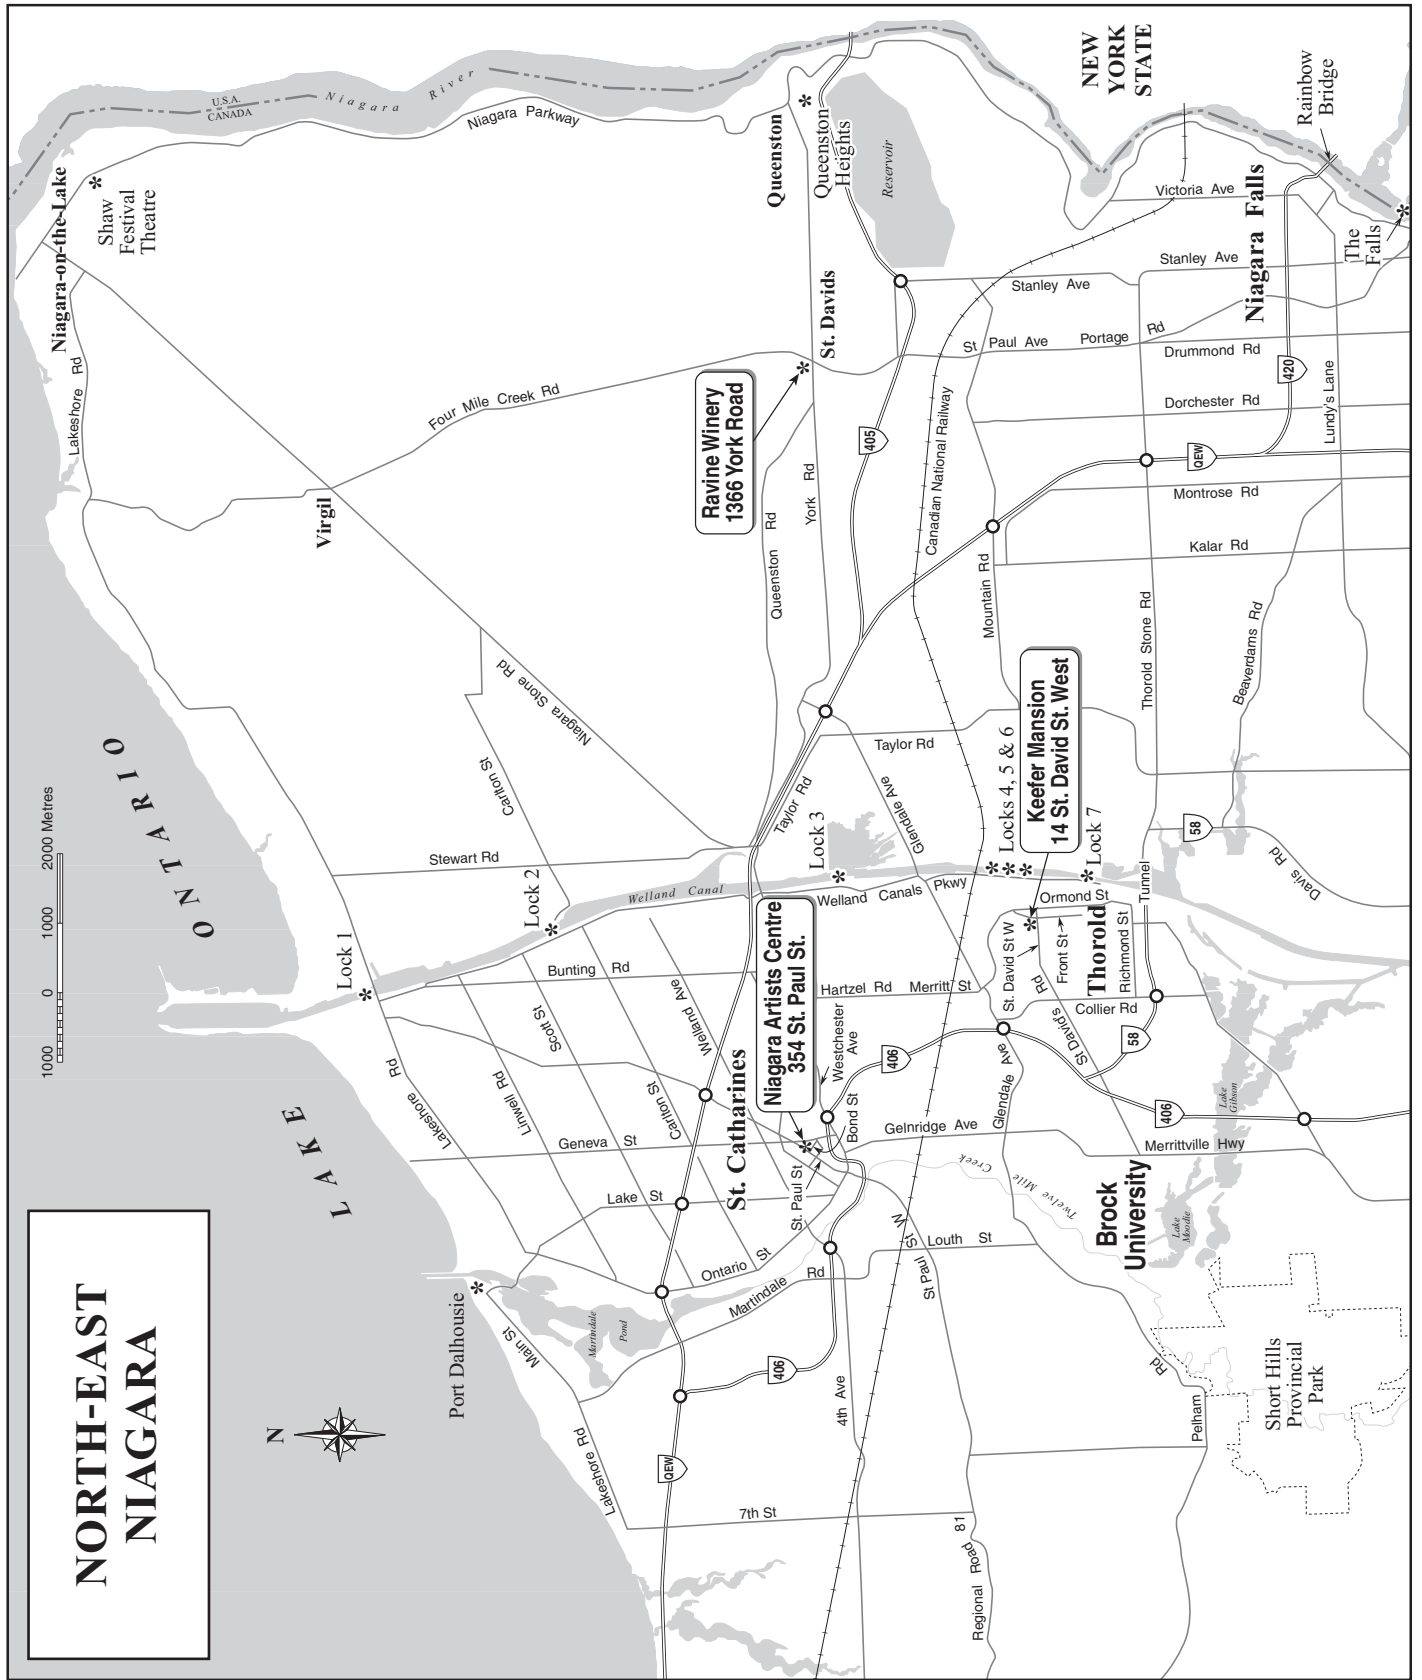 NORTH-EAST
NIAGARA
N
1000
0
1000
2000 Metres
LAKE
ONTARIO
U.S.A.
CANADA
Niagara River
Niagara Parkway
NEW
YORK
STATE
Niagara-on-the-Lake
Shaw
Festival
Theatre
Lakeshore Rd
Virgil
Four Mile Creek Rd
Niagara Stone Rd
Carlton St
Stewart Rd
Lock 1
Lock 2
Lock 3
Welland Canal
Queenston
Queenston
Heights
Reservoir
St. Davids
Ravine Winery
1366 York Road
Queenston Rd
York Rd
405
Canadian National Railway
Mountain Rd
St Paul Ave
Portage Rd
Stanley Ave
Stanley Ave
Victoria Ave
Niagara Falls
Rainbow
Bridge
The
Falls
Drummond Rd
Dorchester Rd
420
Lundy's Lane
QEW
Montrose Rd
Kalar Rd
Thorold Stone Rd
Beaverdams Rd
Taylor Rd
Taylor Rd
Glendale Ave
Locks 4, 5 & 6
Keefer Mansion
14 St. David St. West
Lock 7
58
Davis Rd
Tunnel
Welland Canals Pkwy
Ormond St
Thorold
Front St
Richmond St
St. David St W
St David's Rd
Collier Rd
58
Hartzel Rd
Merritt St
Niagara Artists Centre
354 St. Paul St.
Westchester
Ave
406
Bond St
Bunting Rd
Scott St
Linwell Rd
Welland Ave
Carlton St
Lakeshore Rd
Geneva St
Lake St
St. Catharines
St. Paul St
Ontario St
Martindale Rd
Gelnridge Ave
Glendale Ave
406
Merrittville Hwy
Lake
Gibson
Lake
Moodie
Brock
University
Twelve Mile Creek
Louth St
St Paul St W
Port Dalhousie
Main St
Martindale
Pond
406
QEW
4th Ave
Lakeshore Rd
7th St
Regional Road 81
Pelham Rd
Short Hills
Provincial
Park